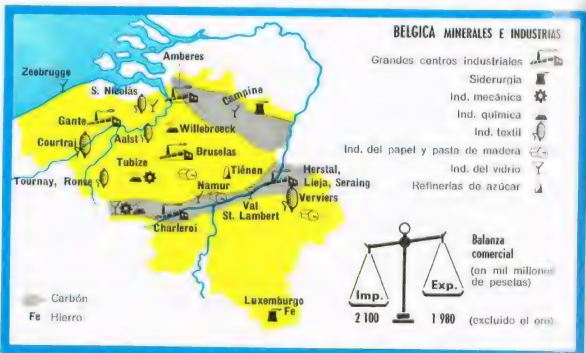 BELGICA MINERALES E INDUSTRIAS
Grandes centros industriales
Siderurgia
Ind. mecánica
Ind. química
Ind. textil
Ind. del papel y pasta de madera
Ind. del vidrio
Refinerías de azúcar
Amberes
Zeebrugge
S. Nicolás
Campine
Gante
Willebroeck
Courtrai
Aalst
Bruselas
Tubize
Tiénen
Herstal,
Lieja, Seraing
Tournay, Ronse
Namur
Verviers
Val
St. Lambert
Charleroi
Luxemburgo
Fe
Carbón
Fe Hierro
Balanza
comercial
(en mil millones
de pesetas)
Imp.
Exp.
2 100
1 980
(excluido el oro)